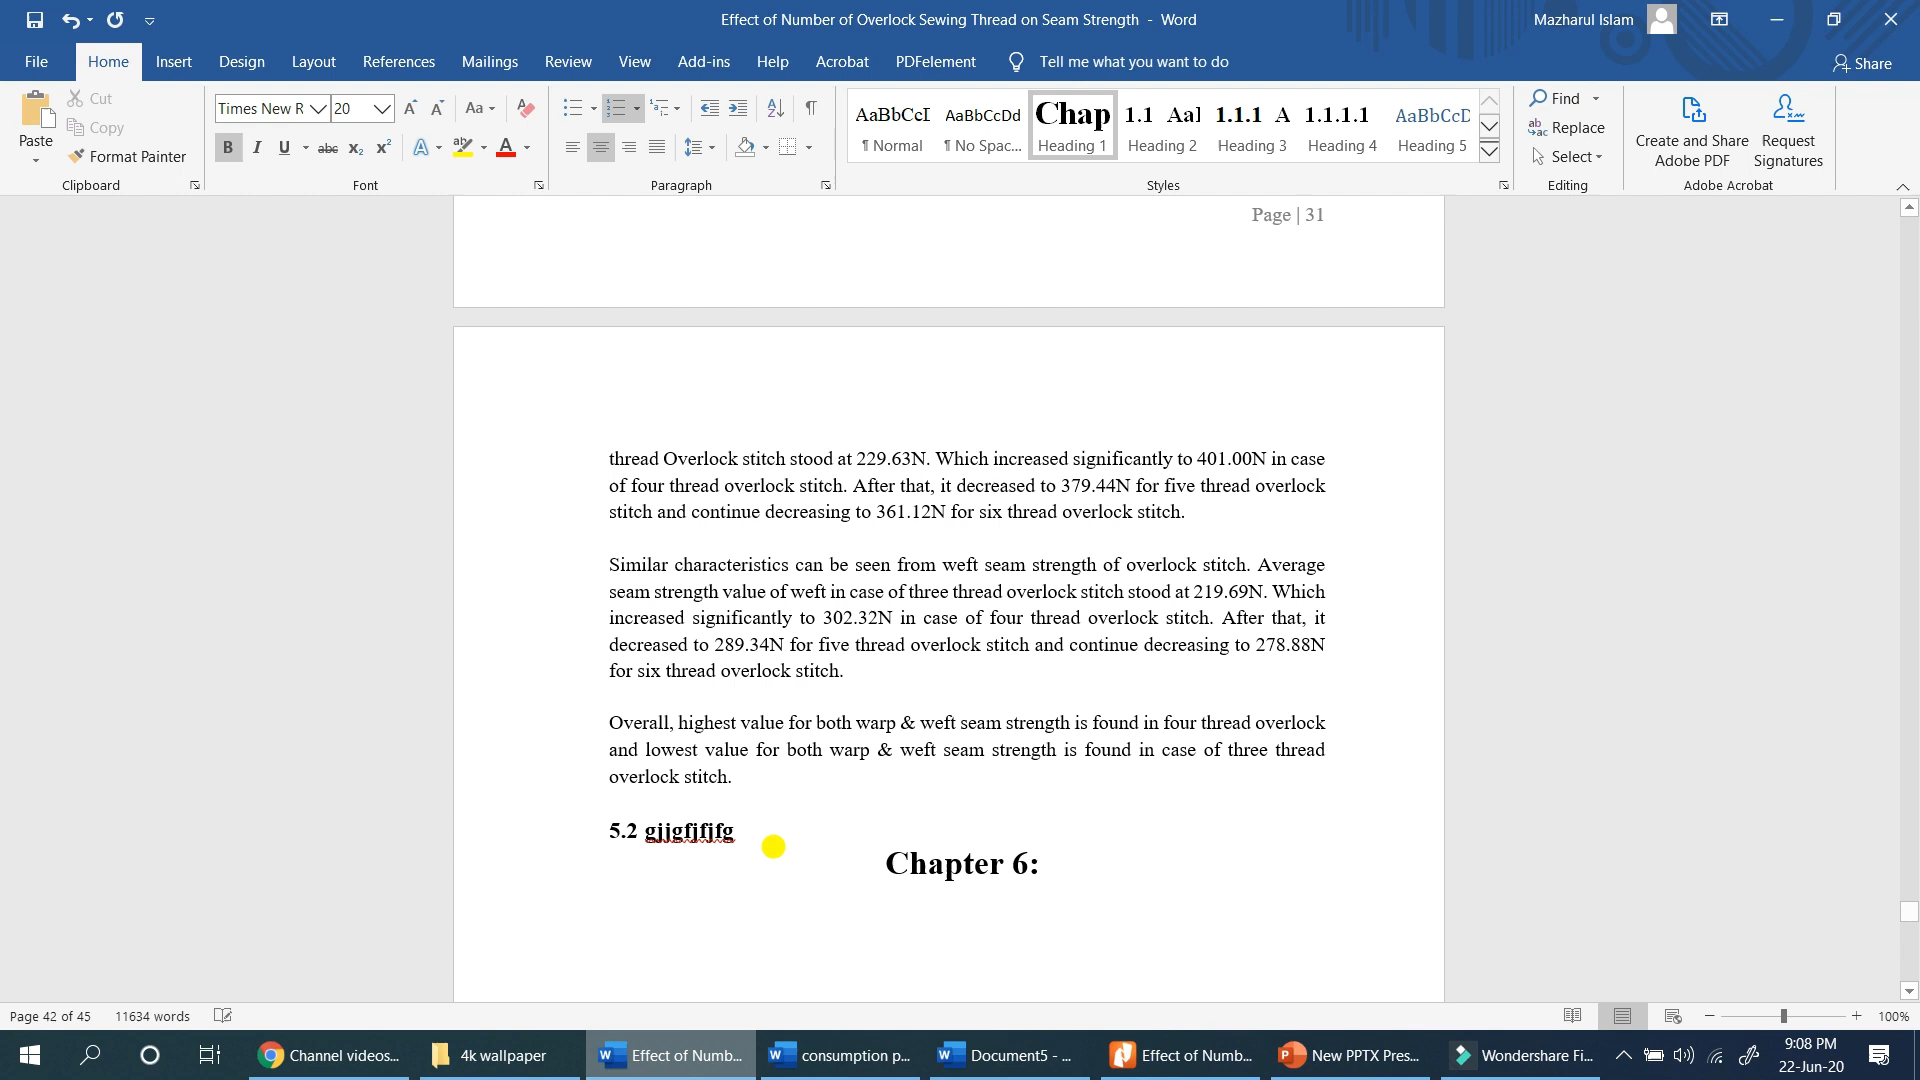 Effect of Number of Overlock Sewing Thread on Seam Strength - Word
Mazharul Islam
File Home Insert Design Layout References Mailings Review View Add-ins Help Acrobat PDFelement Tell me what you want to do
Share
Paste
Cut
Copy
Format Painter
Clipboard
Times New R 20
Aa
B I U abc X₂ X² A aby A
Font
Paragraph
AaBbCcI AaBbCcDd Chap 1.1 AaI 1.1.1 A 1.1.1.1 AaBbCcD
¶ Normal ¶ No Spac... Heading 1 Heading 2 Heading 3 Heading 4 Heading 5
Styles
Find
Replace
Select
Editing
Create and Share
Adobe PDF
Request
Signatures
Adobe Acrobat
Page | 31
thread Overlock stitch stood at 229.63N. Which increased significantly to 401.00N in case
of four thread overlock stitch. After that, it decreased to 379.44N for five thread overlock
stitch and continue decreasing to 361.12N for six thread overlock stitch.
Similar characteristics can be seen from weft seam strength of overlock stitch. Average
seam strength value of weft in case of three thread overlock stitch stood at 219.69N. Which
increased significantly to 302.32N in case of four thread overlock stitch. After that, it
decreased to 289.34N for five thread overlock stitch and continue decreasing to 278.88N
for six thread overlock stitch.
Overall, highest value for both warp & weft seam strength is found in four thread overlock
and lowest value for both warp & weft seam strength is found in case of three thread
overlock stitch.
5.2 gjjgfjfjfg
Chapter 6:
Page 42 of 45 11634 words
100%
Channel videos... 4k wallpaper Effect of Numb... consumption p... Document5 - ... Effect of Numb... New PPTX Pres... Wondershare Fi...
9:08 PM
22-Jun-20